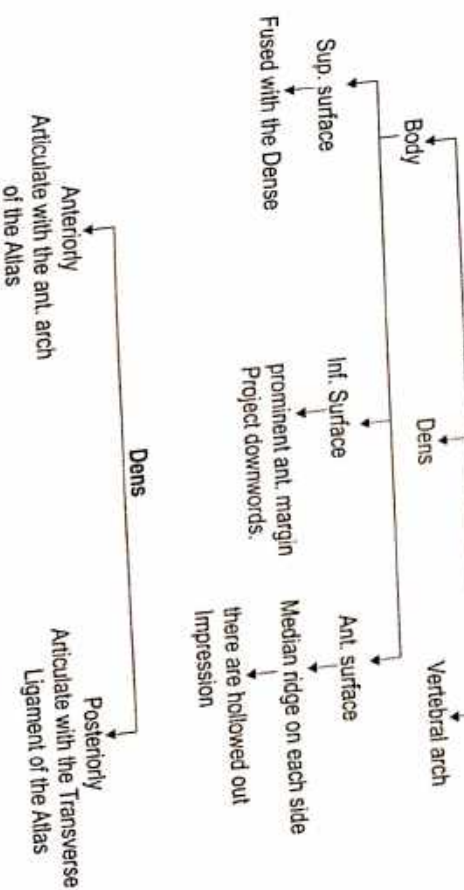 Body
Dens
Vertebral arch
Sup. surface
Fused with the Dense
Inf. Surface
prominent ant. margin
Project downwords.
Ant. surface
Median ridge on each side
there are hollowed out
Impression
Dens
Anteriorly
Articulate with the ant. arch
of the Atlas
Posteriorly
Articulate with the Transverse
Ligament of the Atlas